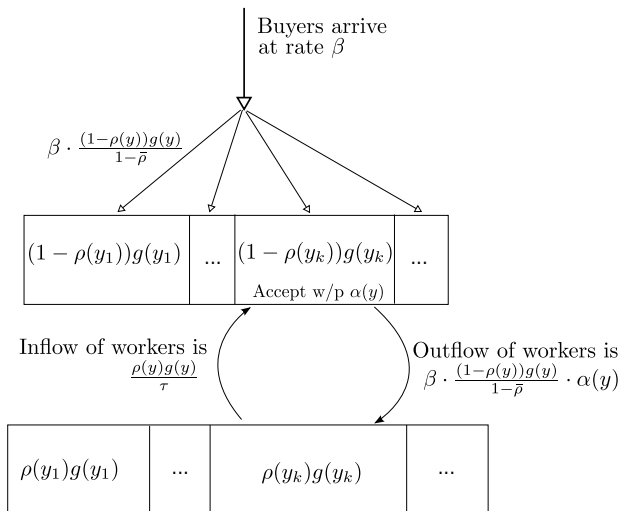 Buyers arrive
at rate β
β · (1−ρ(y))g(y) / 1−ρ̄
(1 − ρ(y₁))g(y₁) ... (1 − ρ(yₖ))g(yₖ) ...
Accept w/p α(y)
Inflow of workers is
ρ(y)g(y) / τ
Outflow of workers is
β · (1−ρ(y))g(y) / 1−ρ̄ · α(y)
ρ(y₁)g(y₁) ... ρ(yₖ)g(yₖ) ...